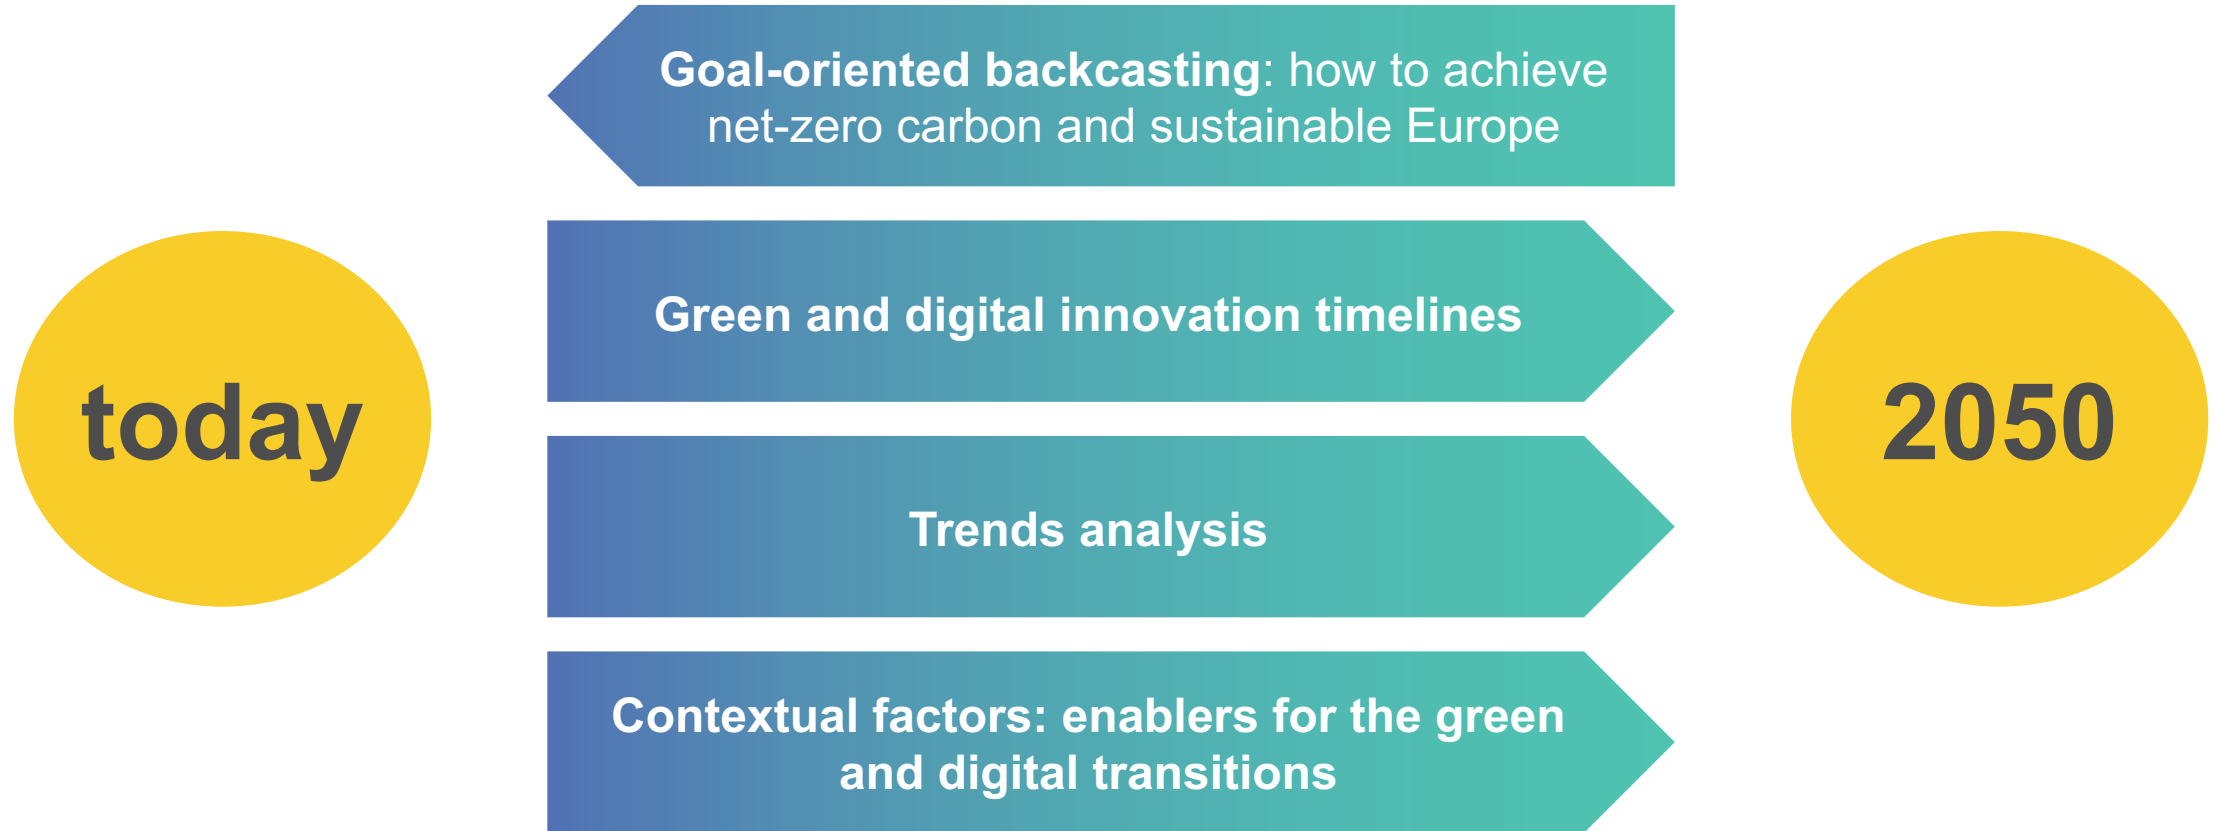 Goal-oriented backcasting: how to achieve
net-zero carbon and sustainable Europe
Green and digital innovation timelines
today
2050
Trends analysis
Contextual factors: enablers for the green
and digital transitions